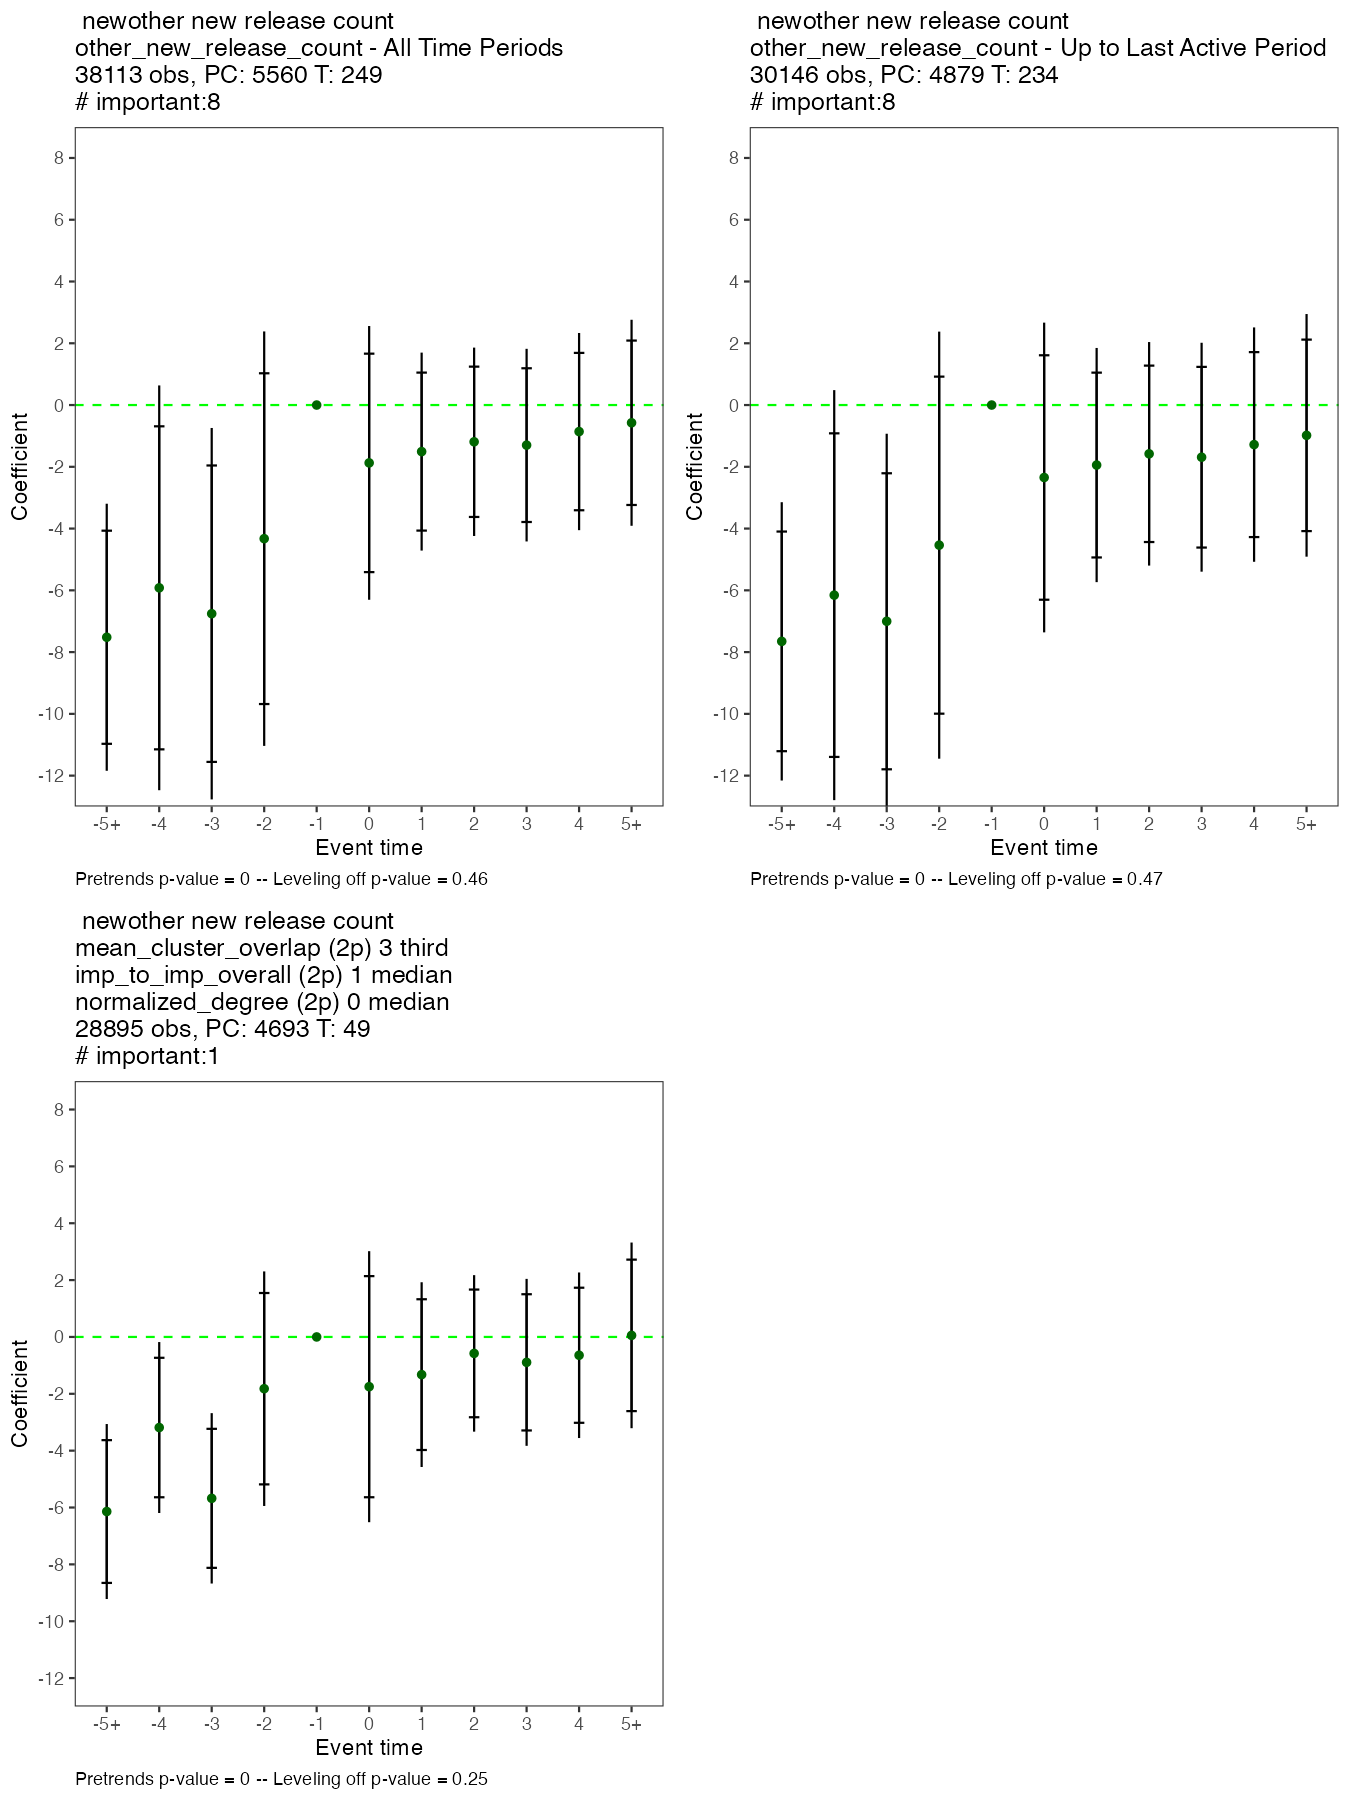 newother new release count
other_new_release_count - All Time Periods
38113 obs, PC: 5560 T: 249
# important:8
8
6
4
2
0
-2
-4
-6
-8
-10
-12
Coefficient
-5+ -4 -3 -2 -1 0 1 2 3 4 5+
Event time
Pretrends p-value = 0 -- Leveling off p-value = 0.46
newother new release count
other_new_release_count - Up to Last Active Period
30146 obs, PC: 4879 T: 234
# important:8
8
6
4
2
0
-2
-4
-6
-8
-10
-12
Coefficient
-5+ -4 -3 -2 -1 0 1 2 3 4 5+
Event time
Pretrends p-value = 0 -- Leveling off p-value = 0.47
newother new release count
mean_cluster_overlap (2p) 3 third
imp_to_imp_overall (2p) 1 median
normalized_degree (2p) 0 median
28895 obs, PC: 4693 T: 49
# important:1
8
6
4
2
0
-2
-4
-6
-8
-10
-12
Coefficient
-5+ -4 -3 -2 -1 0 1 2 3 4 5+
Event time
Pretrends p-value = 0 -- Leveling off p-value = 0.25